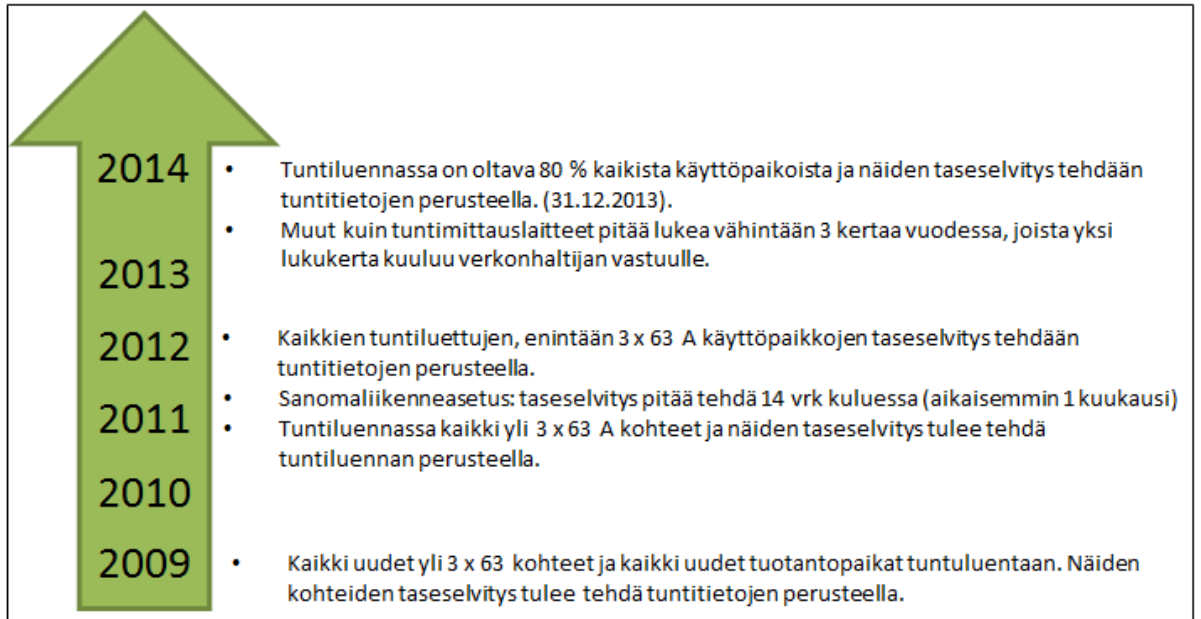 2014
• Tuntiluennassa on oltava 80 % kaikista käyttöpaikoista ja näiden taseselvitys tehdään
tuntitietojen perusteella. (31.12.2013).
• Muut kuin tuntimittauslaitteet pitää lukea vähintään 3 kertaa vuodessa, joista yksi
lukukerta kuuluu verkonhaltijan vastuulle.
2013
2012
• Kaikkien tuntiluettujen, enintään 3 x 63 A käyttöpaikkojen taseselvitys tehdään
tuntitietojen perusteella.
• Sanomaliikenneasetus: taseselvitys pitää tehdä 14 vrk kuluessa (aikaisemmin 1 kuukausi)
2011
• Tuntiluennassa kaikki yli 3 x 63 A kohteet ja näiden taseselvitys tulee tehdä
tuntiluennan perusteella.
2010
2009
• Kaikki uudet yli 3 x 63 kohteet ja kaikki uudet tuotantopaikat tuntuluentaan. Näiden
kohteiden taseselvitys tulee tehdä tuntitietojen perusteella.